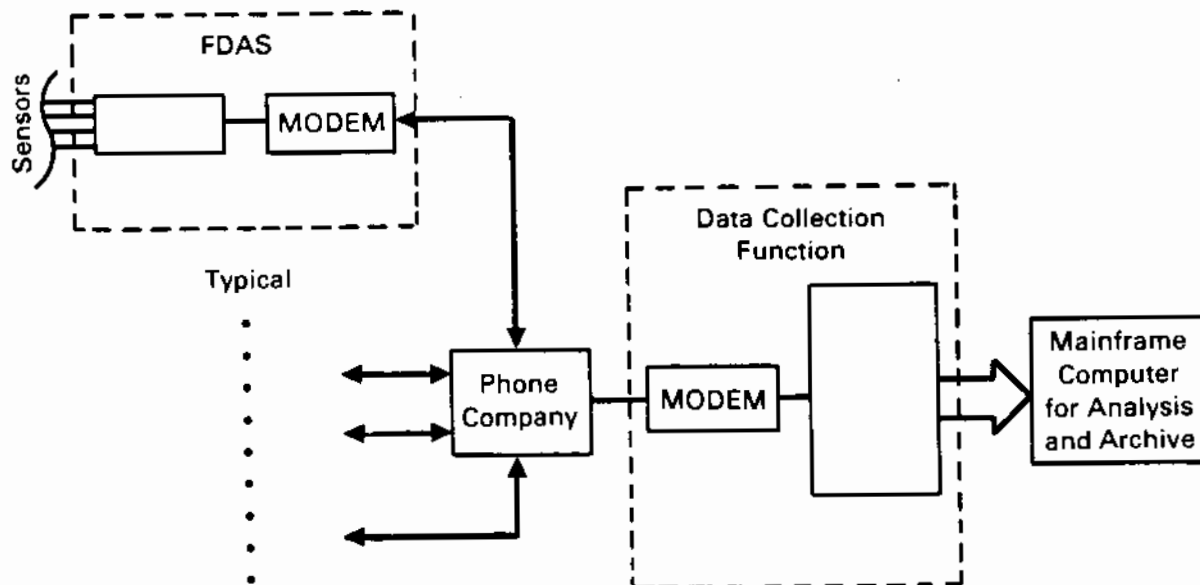 FDAS
Sensors
MODEM
Typical
Data Collection
Function
Phone
Company
MODEM
Mainframe
Computer
for Analysis
and Archive